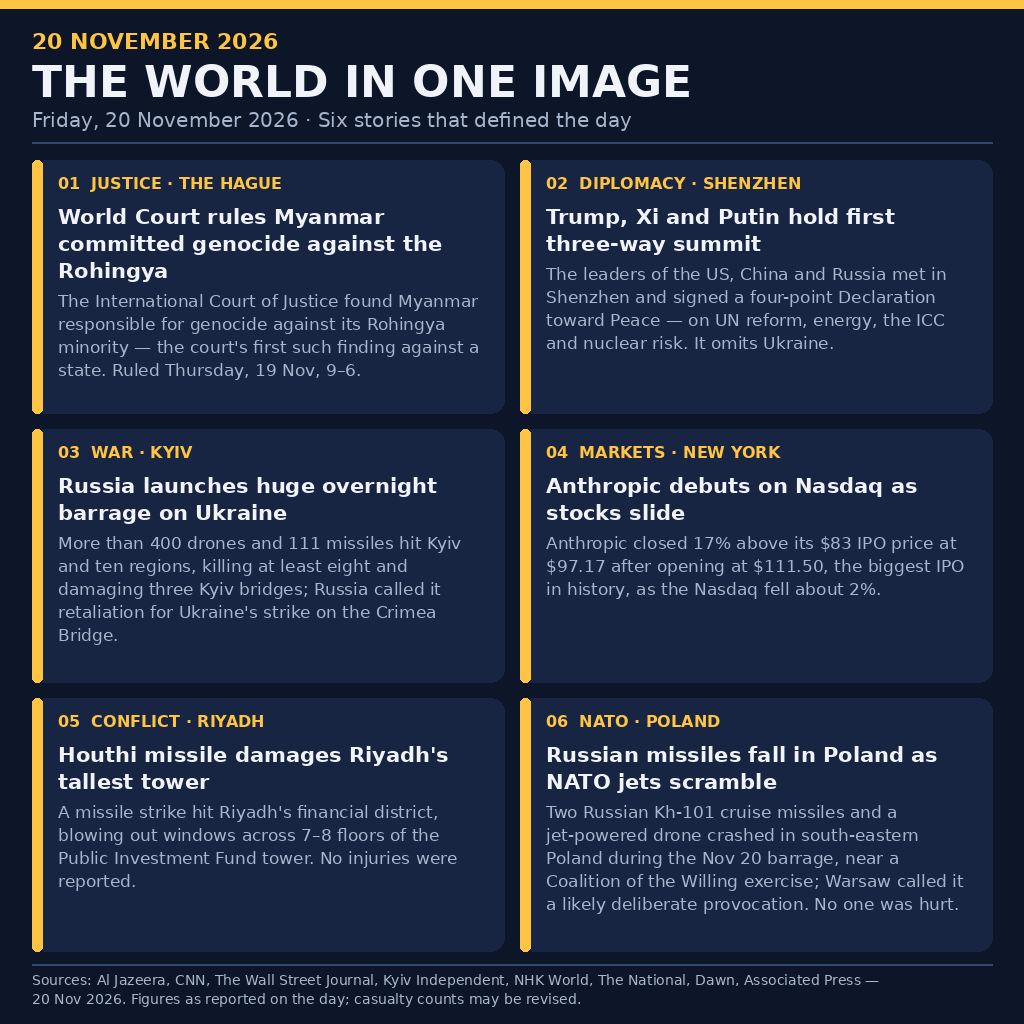 20 NOVEMBER 2026
THE WORLD IN ONE IMAGE
Friday, 20 November 2026 · Six stories that defined the day
01 JUSTICE · THE HAGUE
World Court rules Myanmar
committed genocide against the
Rohingya
The International Court of Justice found Myanmar
responsible for genocide against its Rohingya
minority — the court's first such finding against a
state. Ruled Thursday, 19 Nov, 9–6.
02 DIPLOMACY · SHENZHEN
Trump, Xi and Putin hold first
three-way summit
The leaders of the US, China and Russia met in
Shenzhen and signed a four-point Declaration
toward Peace — on UN reform, energy, the ICC
and nuclear risk. It omits Ukraine.
03 WAR · KYIV
Russia launches huge overnight
barrage on Ukraine
More than 400 drones and 111 missiles hit Kyiv
and ten regions, killing at least eight and
damaging three Kyiv bridges; Russia called it
retaliation for Ukraine's strike on the Crimea
Bridge.
04 MARKETS · NEW YORK
Anthropic debuts on Nasdaq as
stocks slide
Anthropic closed 17% above its $83 IPO price at
$97.17 after opening at $111.50, the biggest IPO
in history, as the Nasdaq fell about 2%.
05 CONFLICT · RIYADH
Houthi missile damages Riyadh's
tallest tower
A missile strike hit Riyadh's financial district,
blowing out windows across 7–8 floors of the
Public Investment Fund tower. No injuries were
reported.
06 NATO · POLAND
Russian missiles fall in Poland as
NATO jets scramble
Two Russian Kh-101 cruise missiles and a
jet-powered drone crashed in south-eastern
Poland during the Nov 20 barrage, near a
Coalition of the Willing exercise; Warsaw called it
a likely deliberate provocation. No one was hurt.
Sources: Al Jazeera, CNN, The Wall Street Journal, Kyiv Independent, NHK World, The National, Dawn, Associated Press —
20 Nov 2026. Figures as reported on the day; casualty counts may be revised.